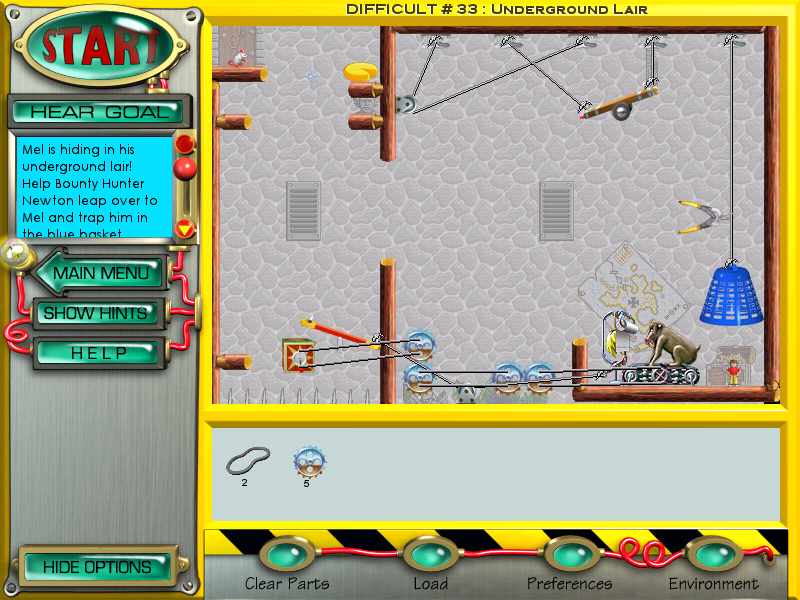 DIFFICULT # 33 : UNDERGROUND LAIR
START
HEAR GOAL
Mel is hiding in his
underground lair!
Help Bounty Hunter
Newton leap over to
Mel and trap him in
the blue basket
MAIN MENU
SHOW HINTS
HELP
HIDE OPTIONS
2
5
Clear Parts
Load
Preferences
Environment